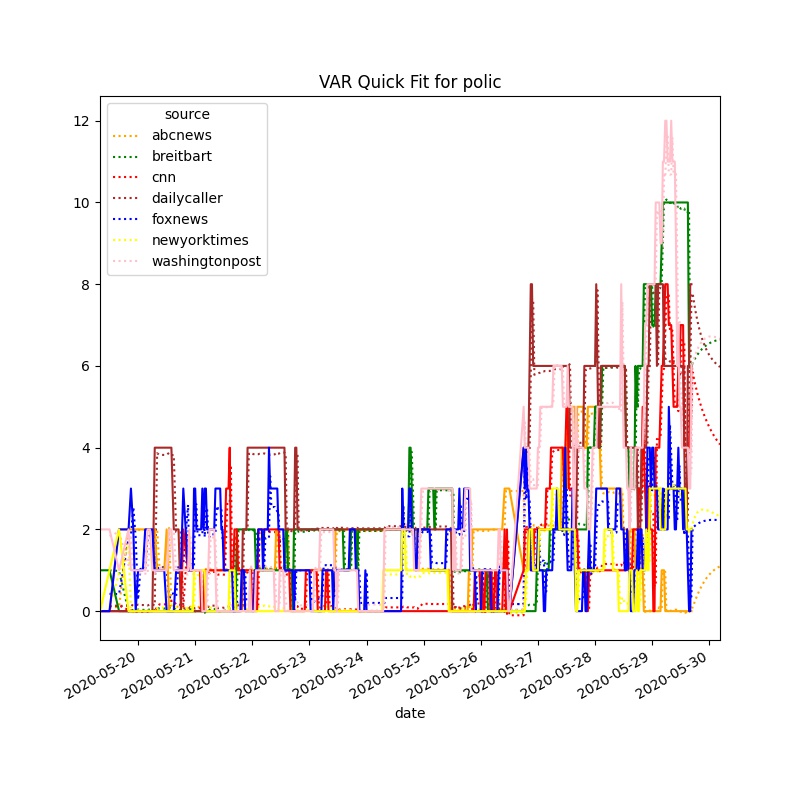 VAR Quick Fit for polic
source
abcnews
breitbart
cnn
dailycaller
foxnews
newyorktimes
washingtonpost
12
10
8
6
4
2
0
2020-05-20
2020-05-21
2020-05-22
2020-05-23
2020-05-24
2020-05-25
2020-05-26
2020-05-27
2020-05-28
2020-05-29
2020-05-30
date